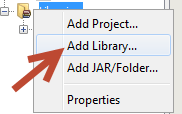 Add Project...
Add Library...
Add JAR/Folder...
Properties